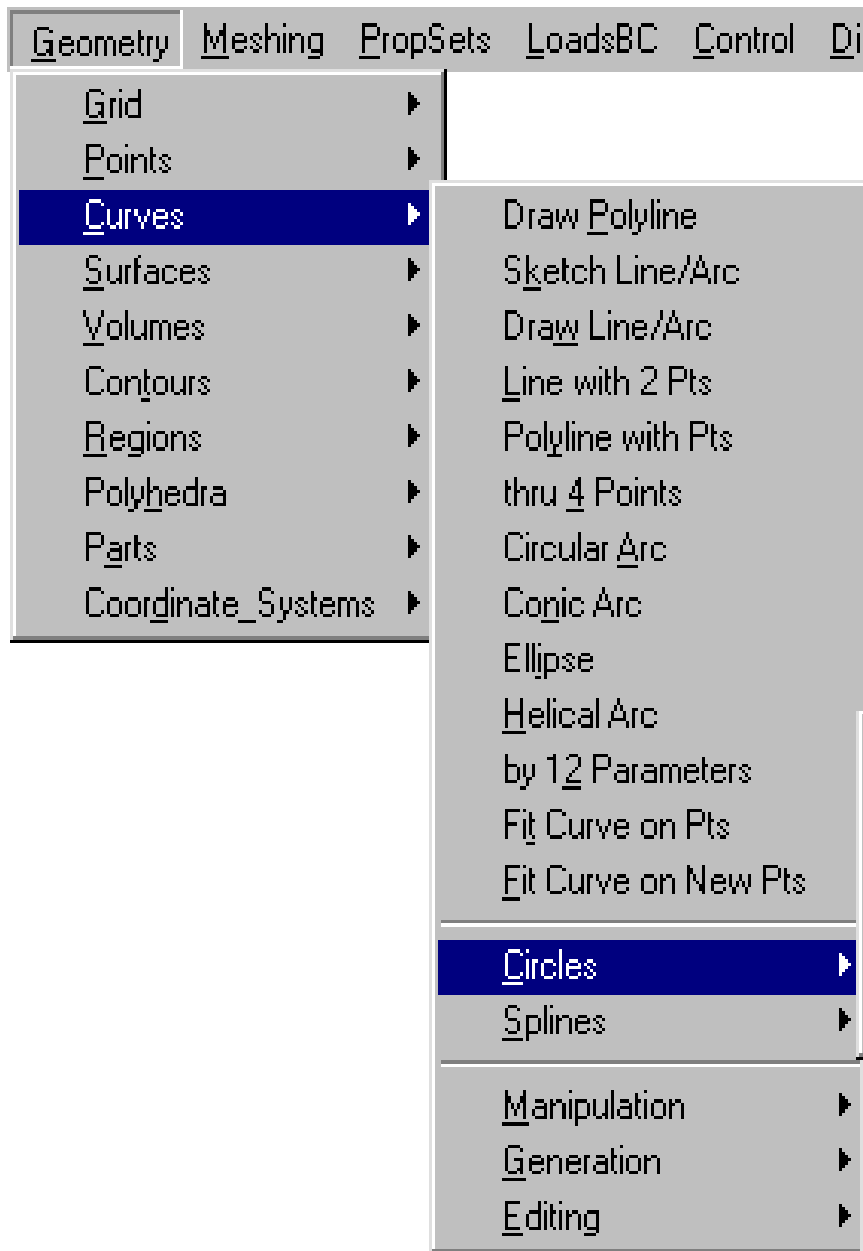 Geometry Meshing PropSets LoadsBC Control Di
Grid
Points
Curves
Surfaces
Volumes
Contours
Regions
Polyhedra
Parts
Coordinate_Systems
Draw Polyline
Sketch Line/Arc
Draw Line/Arc
Line with 2 Pts
Polyline with Pts
thru 4 Points
Circular Arc
Conic Arc
Ellipse
Helical Arc
by 12 Parameters
Fit Curve on Pts
Fit Curve on New Pts
Circles
Splines
Manipulation
Generation
Editing